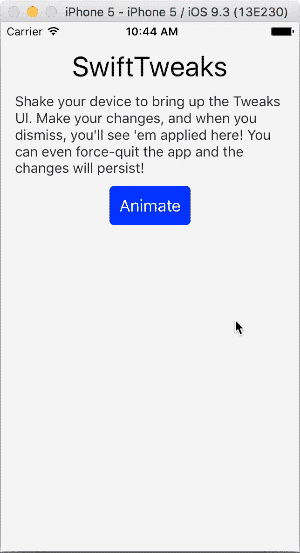 iPhone 5 - iPhone 5 / iOS 9.3 (13E230)
Carrier 10:44 AM
SwiftTweaks
Shake your device to bring up the Tweaks
UI. Make your changes, and when you
dismiss, you'll see 'em applied here! You
can even force-quit the app and the
changes will persist!
Animate